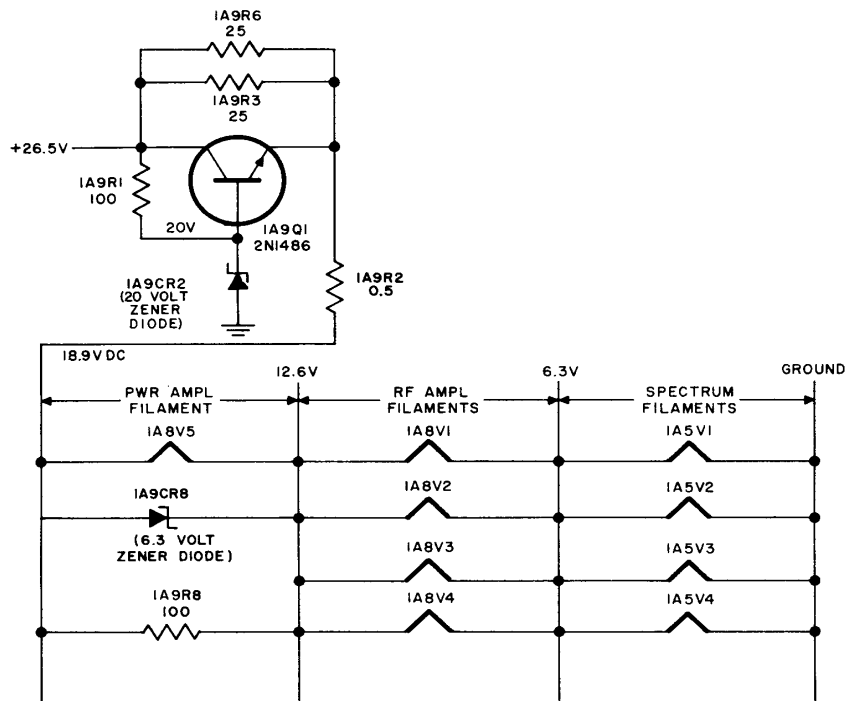 1A9R6
25
1A9R3
25
+26.5V
1A9R1
100
20V
1A9Q1
2N1486
1A9CR2
(20 VOLT
ZENER
DIODE)
1A9R2
0.5
18.9V DC
12.6V
6.3V
GROUND
PWR AMPL
FILAMENT
RF AMPL
FILAMENTS
SPECTRUM
FILAMENTS
1A8V5
1A8V1
1A5V1
1A9CR8
(6.3 VOLT
ZENER DIODE)
1A8V2
1A5V2
1A8V3
1A5V3
1A9R8
100
1A8V4
1A5V4